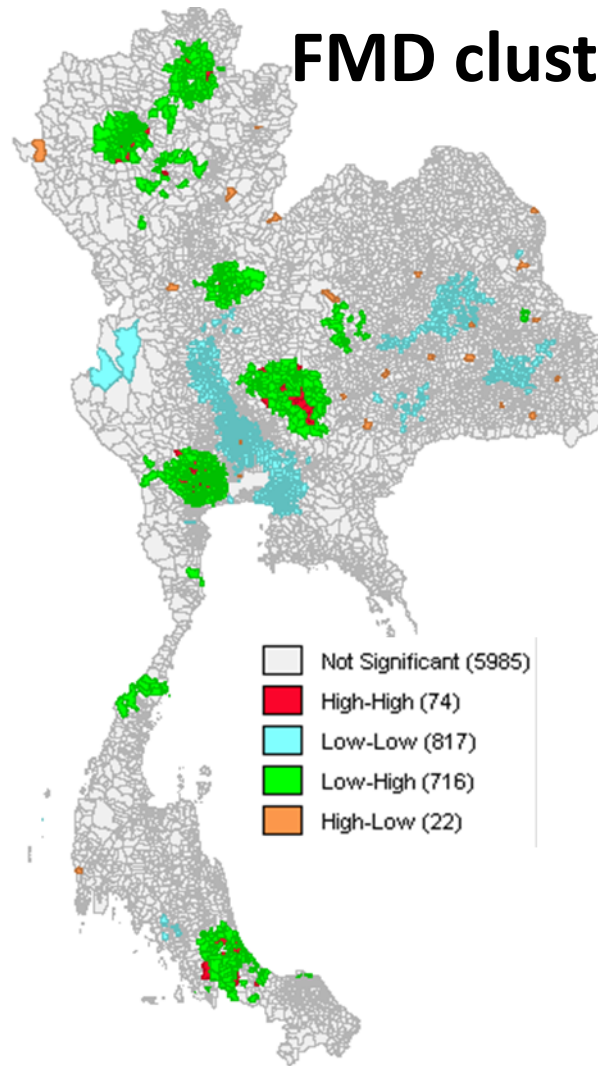 FMD clust
Not Significant (5985)
High-High (74)
Low-Low (817)
Low-High (716)
High-Low (22)